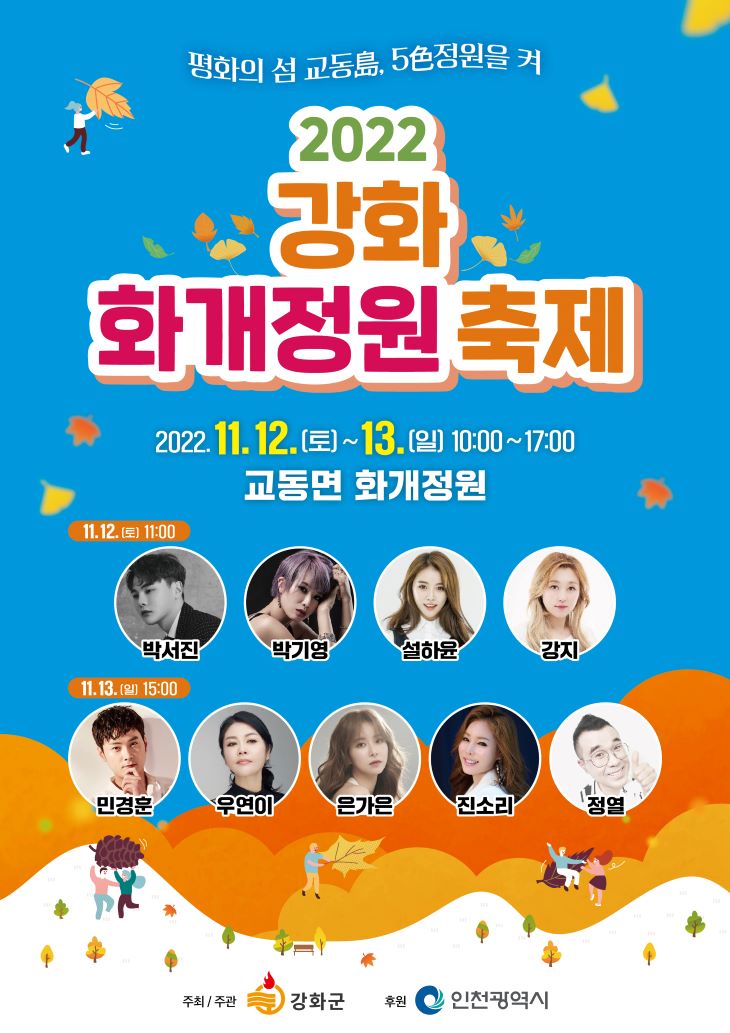 평화의 섬 교동島, 5色정원을 켜
2022
강화
화개정원 축제
2022. 11. 12. (토) ~ 13. (일) 10:00 ~ 17:00
교동면 화개정원
11.12. (토) 11:00
박서진 박기영 설하윤 강지
11.13. (일) 15:00
민경훈 우연이 은가은 진소리 정열
주최 / 주관 강화군 후원 인천광역시